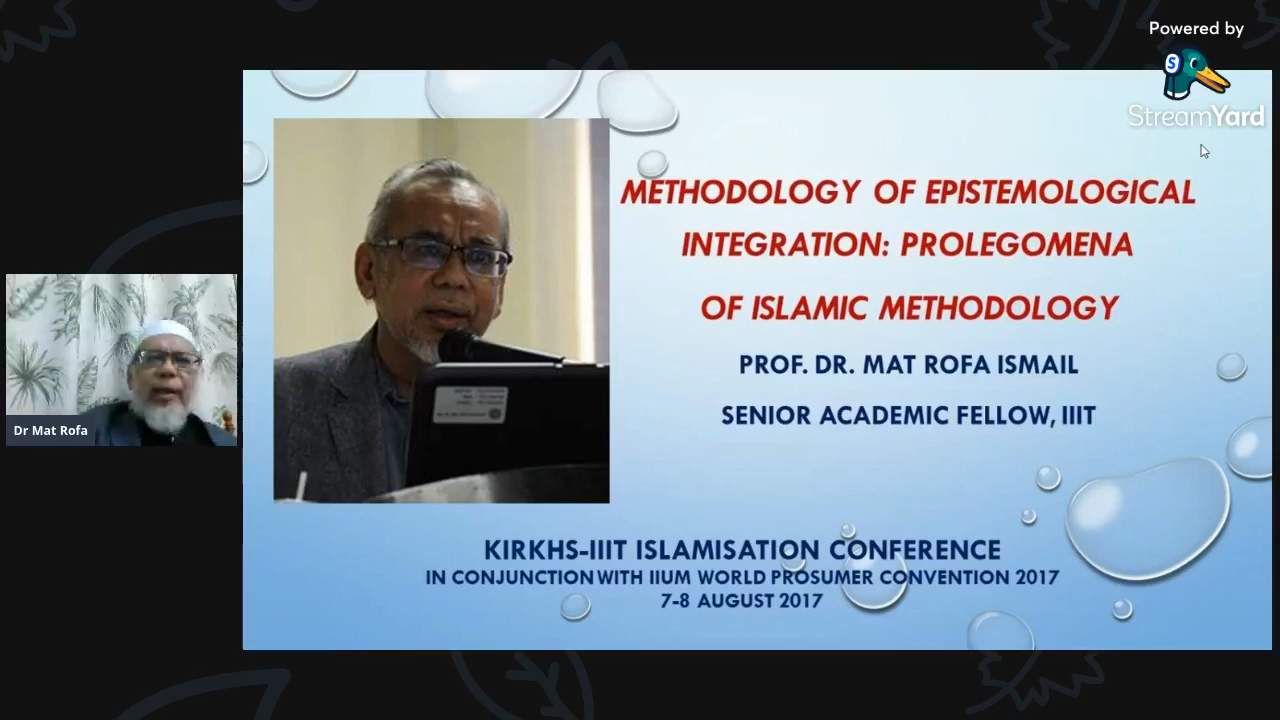 Powered by
StreamYard
METHODOLOGY OF EPISTEMOLOGICAL
INTEGRATION: PROLEGOMENA
OF ISLAMIC METHODOLOGY
PROF. DR. MAT ROFA ISMAIL
SENIOR ACADEMIC FELLOW, IIIT
Dr Mat Rofa
KIRKHS-IIIT ISLAMISATION CONFERENCE
IN CONJUNCTION WITH IIUM WORLD PROSUMER CONVENTION 2017
7-8 AUGUST 2017